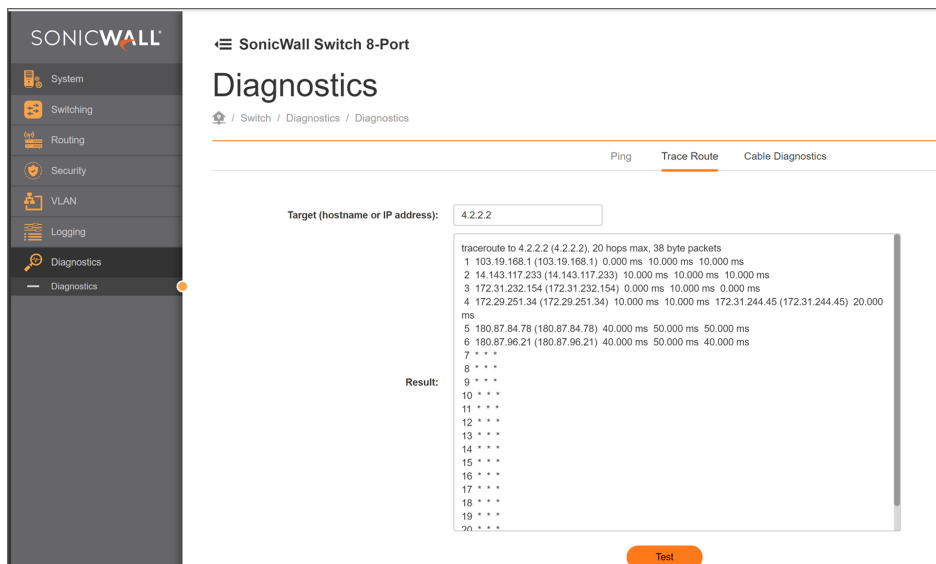 SONICWALL
System
Switching
Routing
Security
VLAN
Logging
Diagnostics
Diagnostics
SonicWall Switch 8-Port
Diagnostics
/ Switch / Diagnostics / Diagnostics
Ping Trace Route Cable Diagnostics
Target (hostname or IP address): 4.2.2.2
Result:
traceroute to 4.2.2.2 (4.2.2.2), 20 hops max, 38 byte packets
1 103.19.168.1 (103.19.168.1) 0.000 ms 10.000 ms 10.000 ms
2 14.143.117.233 (14.143.117.233) 10.000 ms 10.000 ms 10.000 ms
3 172.31.232.154 (172.31.232.154) 0.000 ms 10.000 ms 0.000 ms
4 172.29.251.34 (172.29.251.34) 10.000 ms 10.000 ms 172.31.244.45 (172.31.244.45) 20.000
ms
5 180.87.84.78 (180.87.84.78) 40.000 ms 50.000 ms 50.000 ms
6 180.87.96.21 (180.87.96.21) 40.000 ms 50.000 ms 40.000 ms
7 * * *
8 * * *
9 * * *
10 * * *
11 * * *
12 * * *
13 * * *
14 * * *
15 * * *
16 * * *
17 * * *
18 * * *
19 * * *
20 * * *
Test